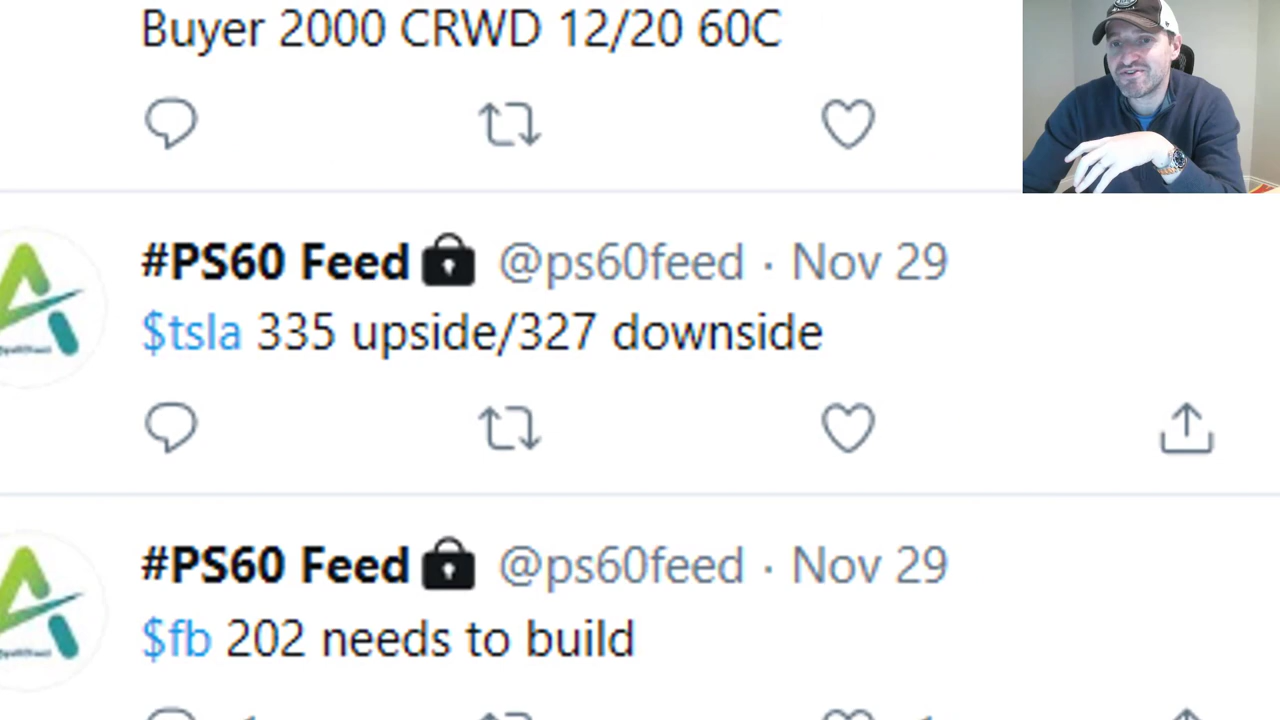 Buyer 2000 CRWD 12/20 60C
#PS60 Feed🔒 @ps60feed · Nov 29
$tsla 335 upside/327 downside
#PS60 Feed🔒 @ps60feed · Nov 29
$fb 202 needs to build